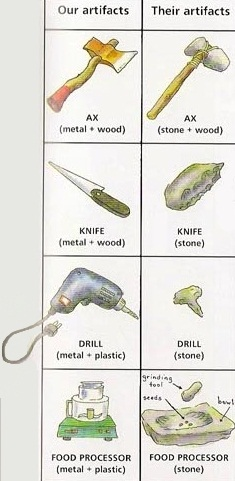 Our artifacts
Their artifacts
AX
(metal + wood)
AX
(stone + wood)
KNIFE
(metal + wood)
KNIFE
(stone)
DRILL
(metal + plastic)
DRILL
(stone)
grinding
tool
seeds
bowl
FOOD PROCESSOR
(metal + plastic)
FOOD PROCESSOR
(stone)